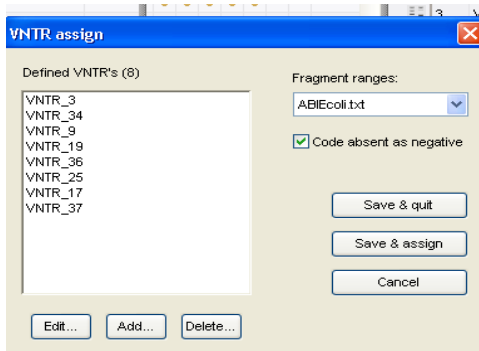 3
VNTR assign
Defined VNTR's (8)
VNTR_3
VNTR_34
VNTR_9
VNTR_19
VNTR_36
VNTR_25
VNTR_17
VNTR_37
Fragment ranges:
ABIEcoli.txt
Code absent as negative
Save & quit
Save & assign
Cancel
Edit...
Add...
Delete...